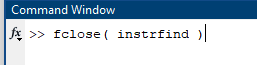 Command Window
fx >> fclose( instrfind )